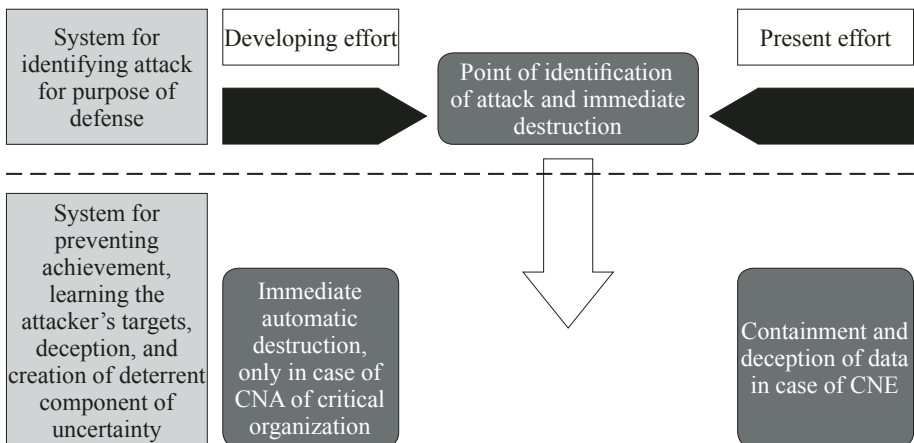 System for
identifying attack
for purpose of
defense
Developing effort
Point of identification
of attack and immediate
destruction
Present effort
System for
preventing
achievement,
learning the
attacker’s targets,
deception, and
creation of deterrent
component of
uncertainty
Immediate
automatic
destruction,
only in case of
CNA of critical
organization
Containment and
deception of data
in case of CNE